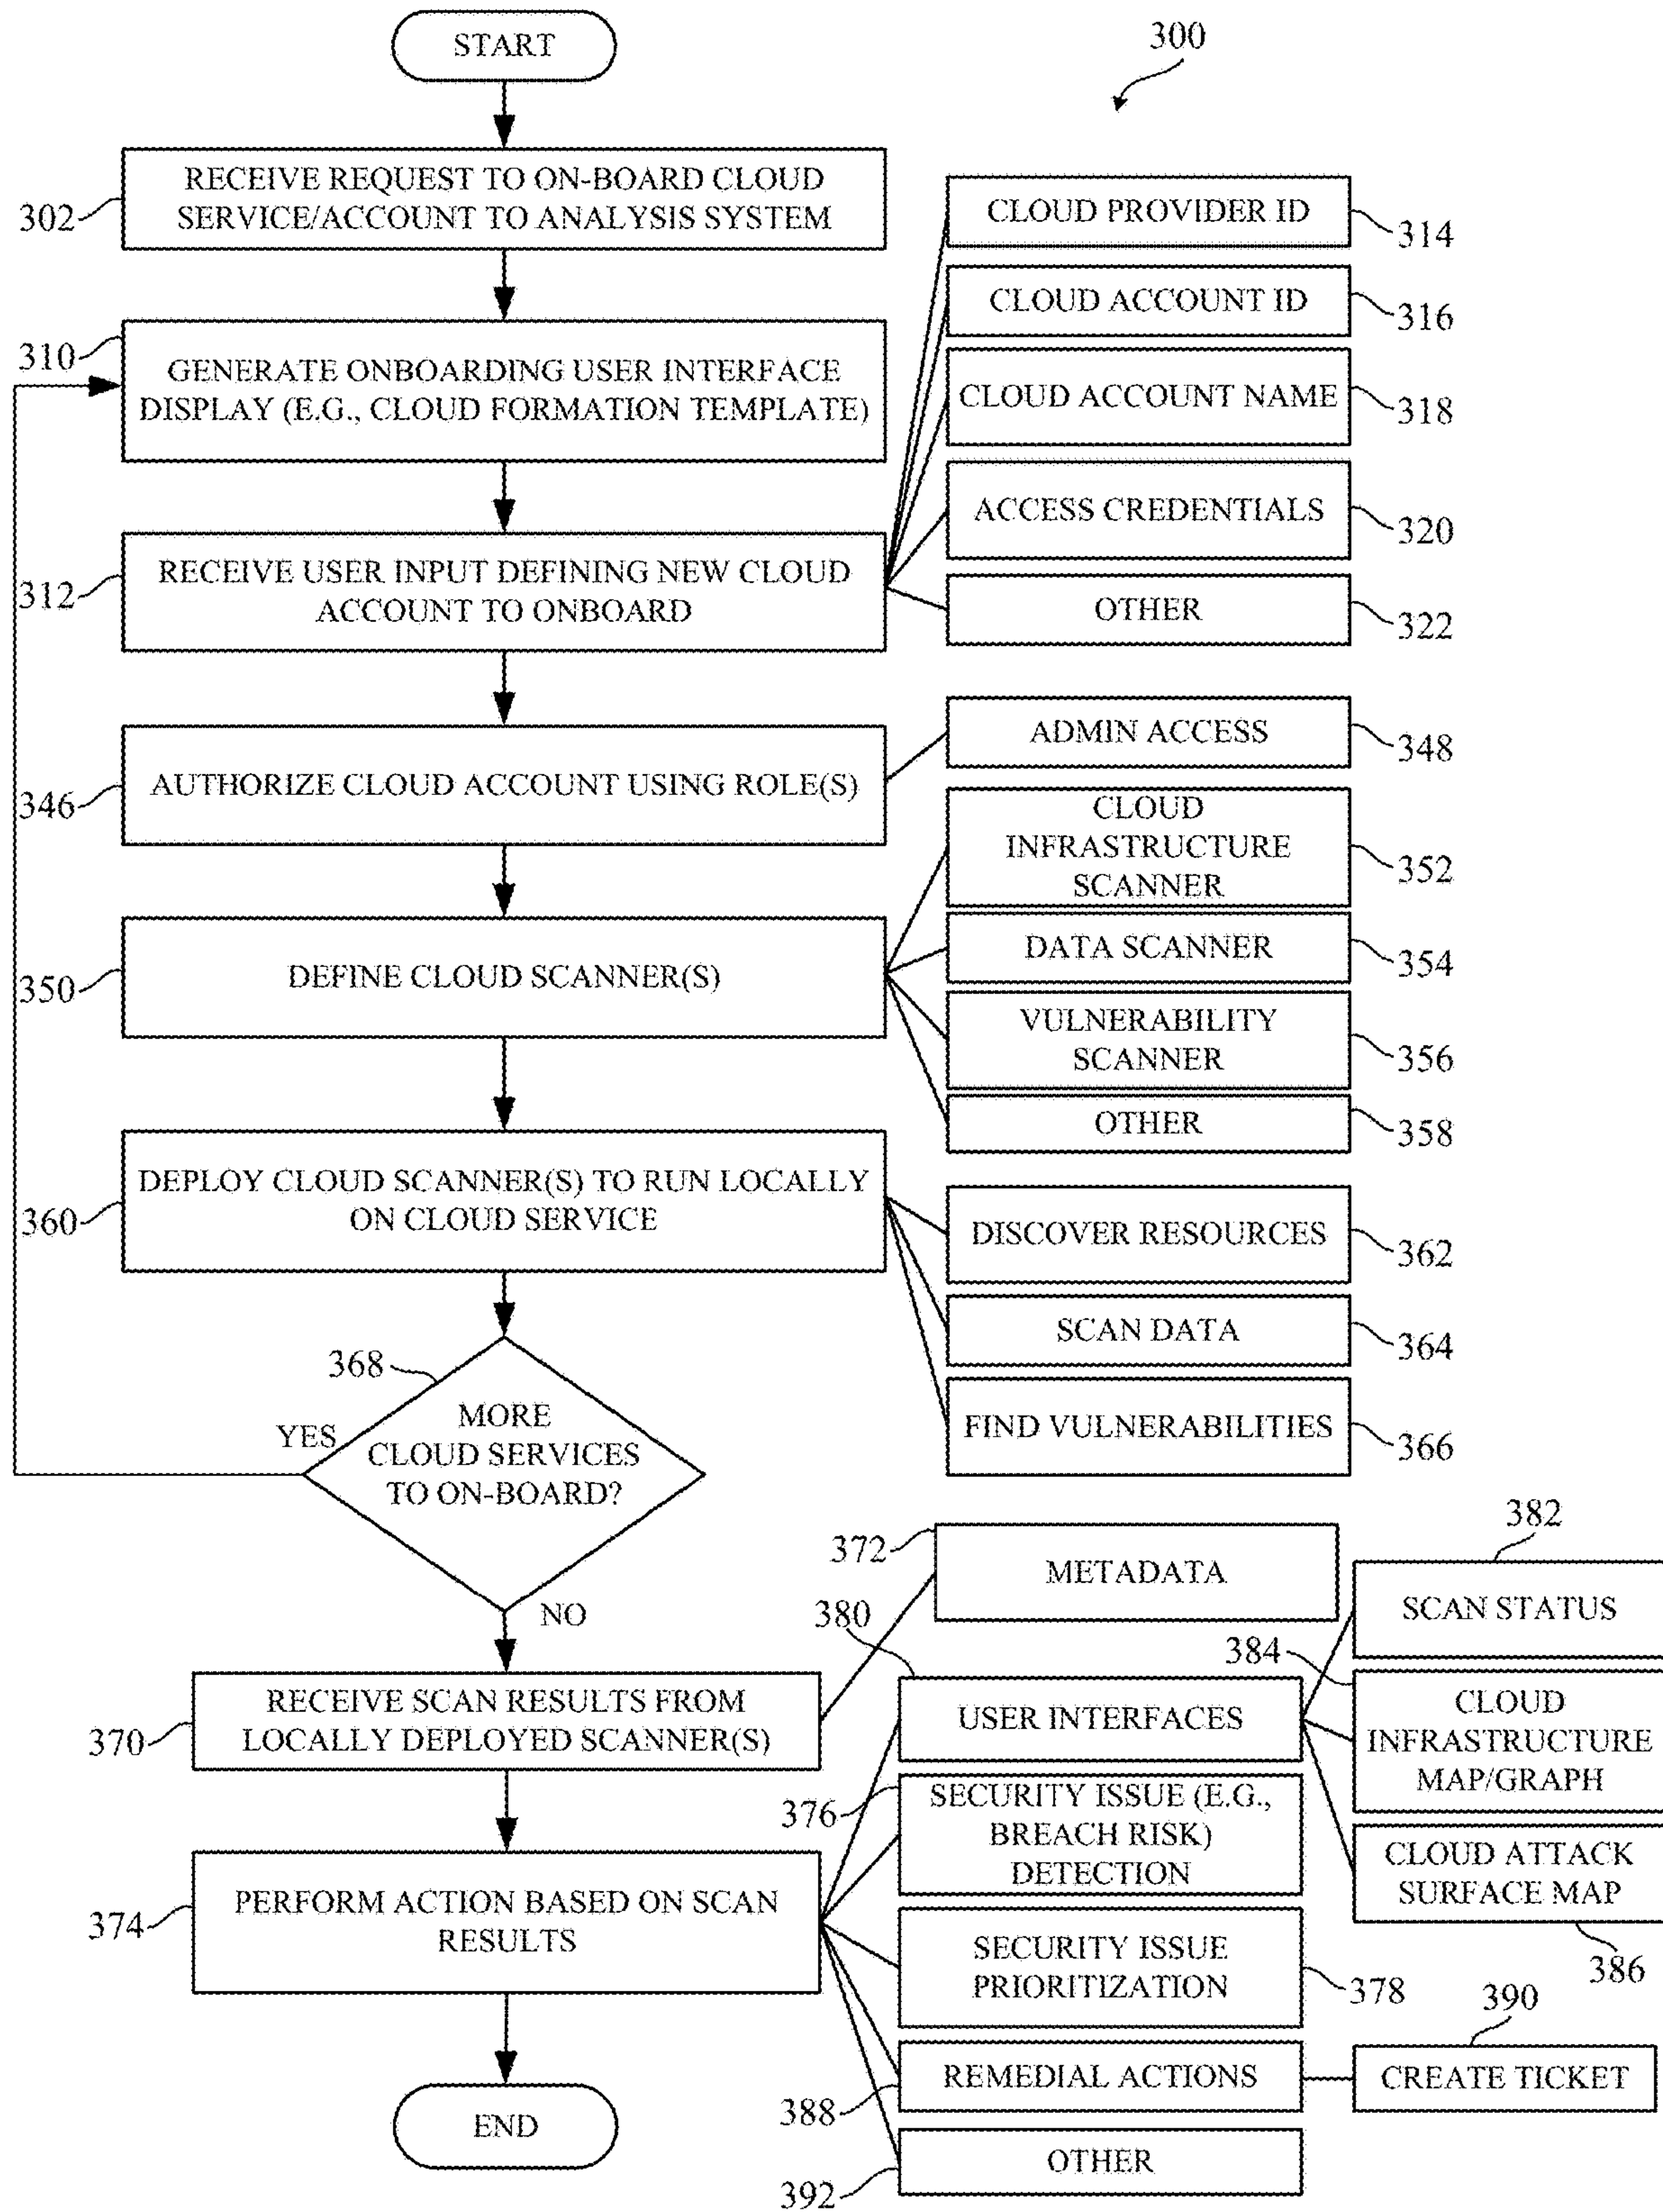 START
300
RECEIVE REQUEST TO ON-BOARD CLOUD
SERVICE/ACCOUNT TO ANALYSIS SYSTEM
302
310
GENERATE ONBOARDING USER INTERFACE
DISPLAY (E.G., CLOUD FORMATION TEMPLATE)
RECEIVE USER INPUT DEFINING NEW CLOUD
ACCOUNT TO ONBOARD
312
CLOUD PROVIDER ID
314
CLOUD ACCOUNT ID
316
CLOUD ACCOUNT NAME
318
ACCESS CREDENTIALS
320
OTHER
322
AUTHORIZE CLOUD ACCOUNT USING ROLE(S)
346
ADMIN ACCESS
348
DEFINE CLOUD SCANNER(S)
350
CLOUD
INFRASTRUCTURE
SCANNER
352
DATA SCANNER
354
VULNERABILITY
SCANNER
356
OTHER
358
DEPLOY CLOUD SCANNER(S) TO RUN LOCALLY
ON CLOUD SERVICE
360
DISCOVER RESOURCES
362
SCAN DATA
364
FIND VULNERABILITIES
366
368
MORE
CLOUD SERVICES
TO ON-BOARD?
YES
NO
RECEIVE SCAN RESULTS FROM
LOCALLY DEPLOYED SCANNER(S)
370
372
METADATA
PERFORM ACTION BASED ON SCAN
RESULTS
374
380
USER INTERFACES
382
SCAN STATUS
384
CLOUD
INFRASTRUCTURE
MAP/GRAPH
CLOUD ATTACK
SURFACE MAP
386
376
SECURITY ISSUE (E.G.,
BREACH RISK)
DETECTION
SECURITY ISSUE
PRIORITIZATION
378
REMEDIAL ACTIONS
388
390
CREATE TICKET
OTHER
392
END